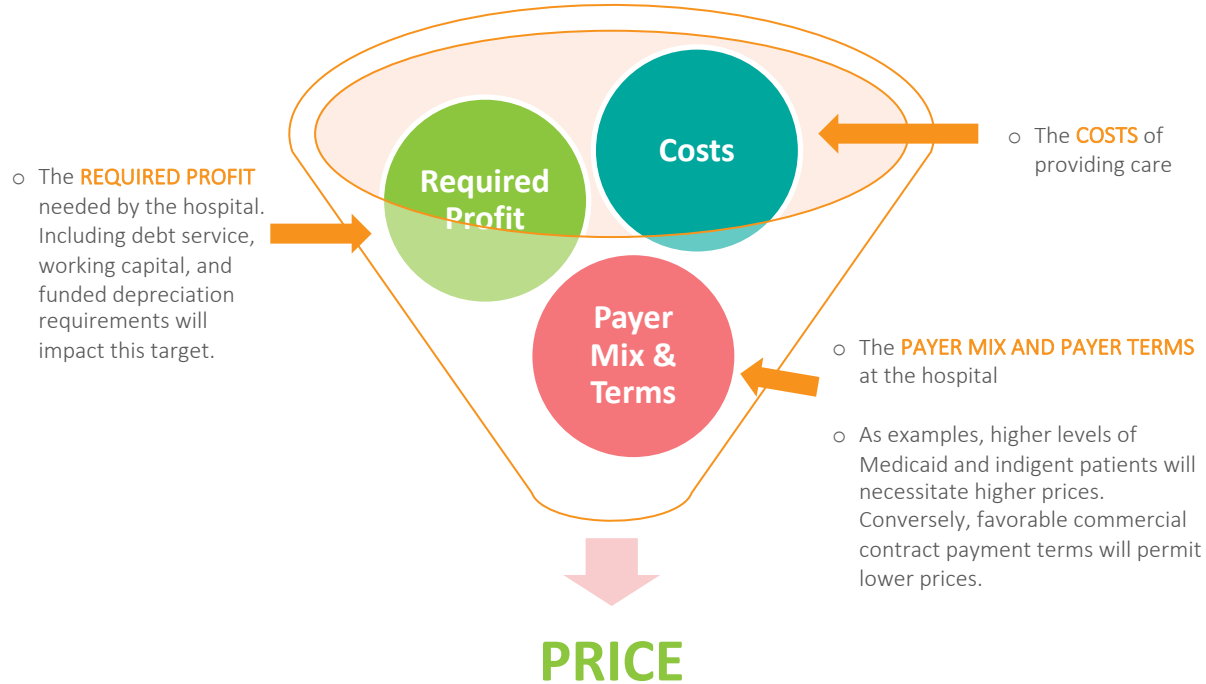 Costs
Required
Profit
Payer
Mix &
Terms
○ The REQUIRED PROFIT
needed by the hospital.
Including debt service,
working capital, and
funded depreciation
requirements will
impact this target.
○ The COSTS of
providing care
○ The PAYER MIX AND PAYER TERMS
at the hospital
○ As examples, higher levels of
Medicaid and indigent patients will
necessitate higher prices.
Conversely, favorable commercial
contract payment terms will permit
lower prices.
PRICE